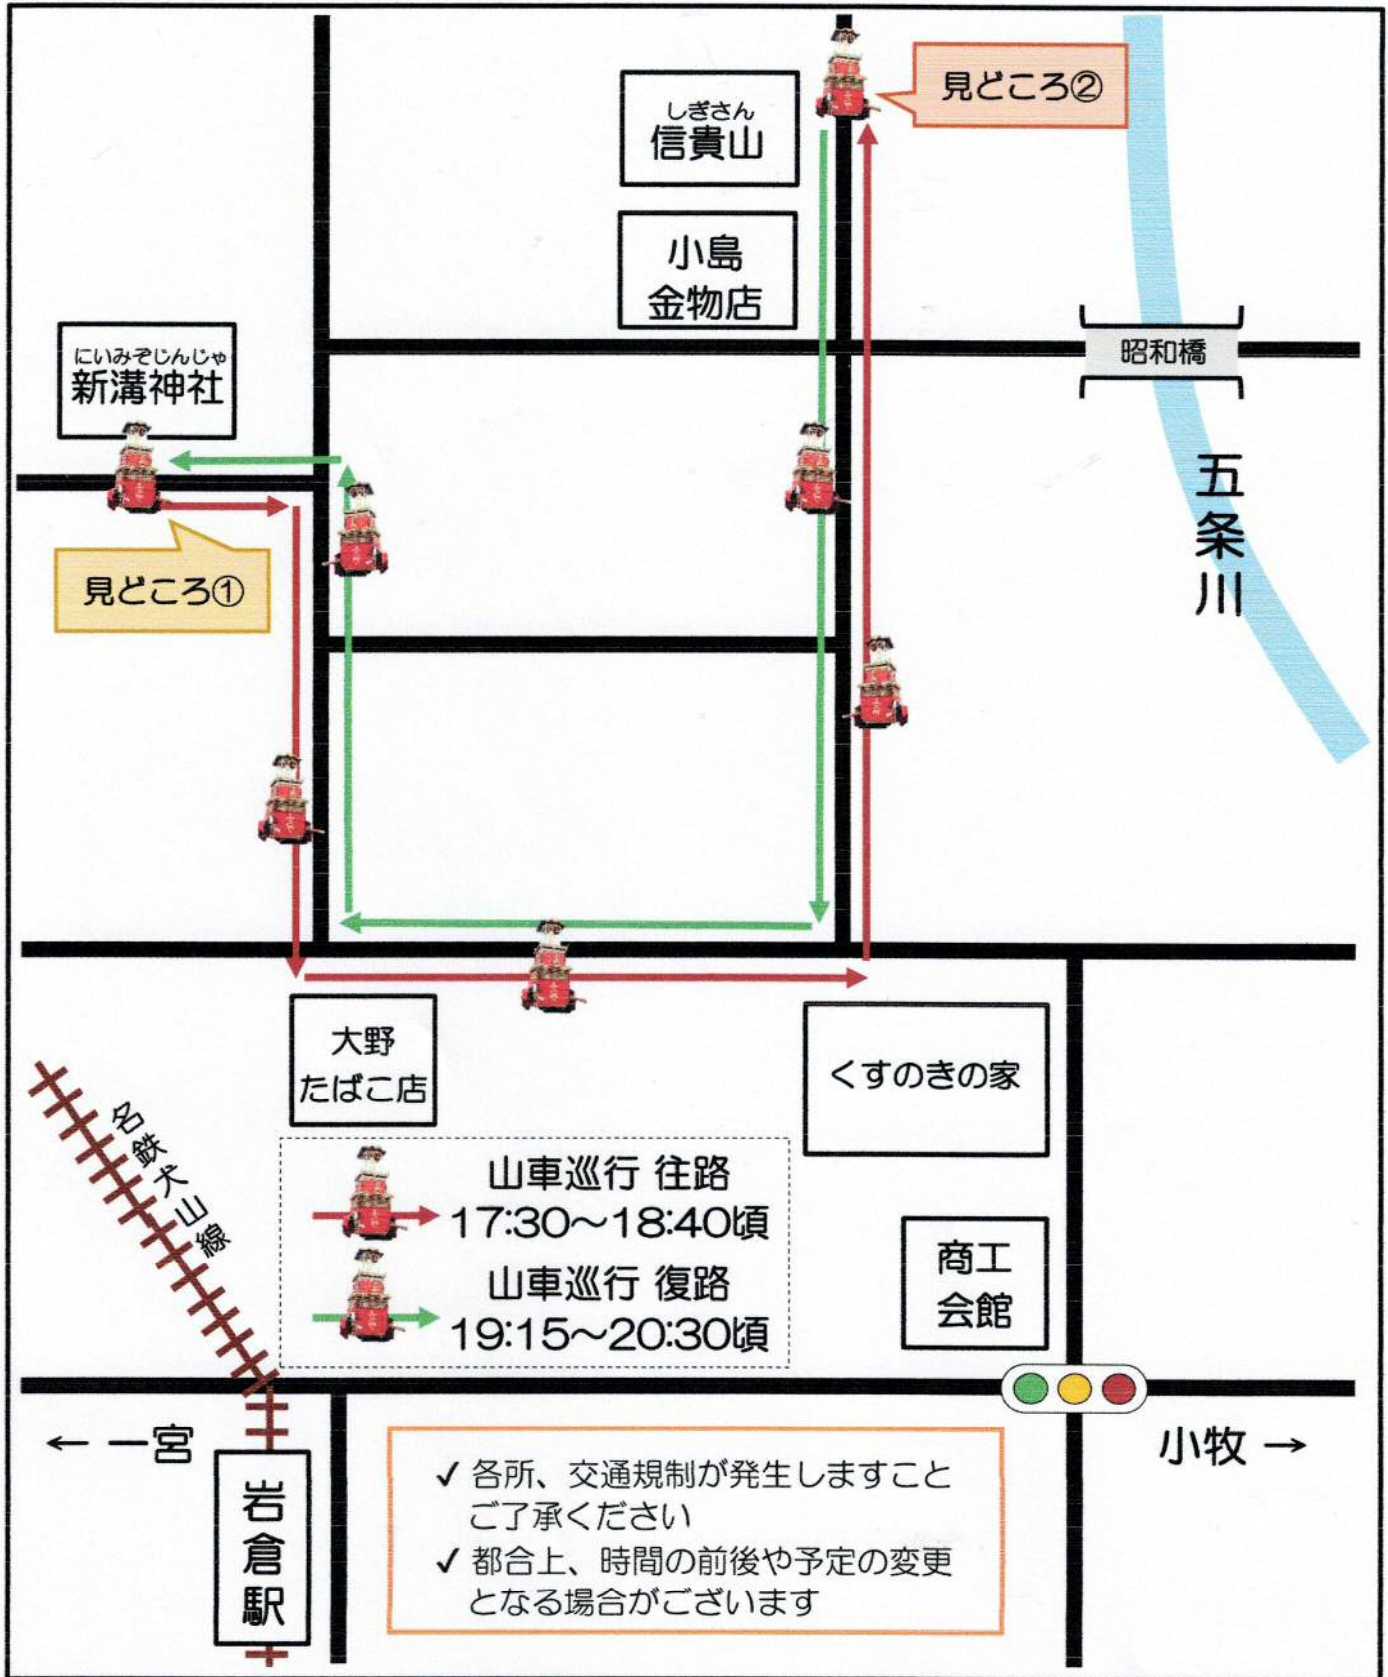 見どころ②
しぎさん
信貴山
小島
金物店
昭和橋
にいみぞじんじゃ
新溝神社
五条川
見どころ①
大野
たばこ店
くすのきの家
名鉄犬山線
山車巡行 往路
17:30～18:40頃
山車巡行 復路
19:15～20:30頃
商工
会館
← 一宮
小牧 →
岩倉駅
✓ 各所、交通規制が発生しますこと
ご了承ください
✓ 都合上、時間の前後や予定の変更
となる場合がございます